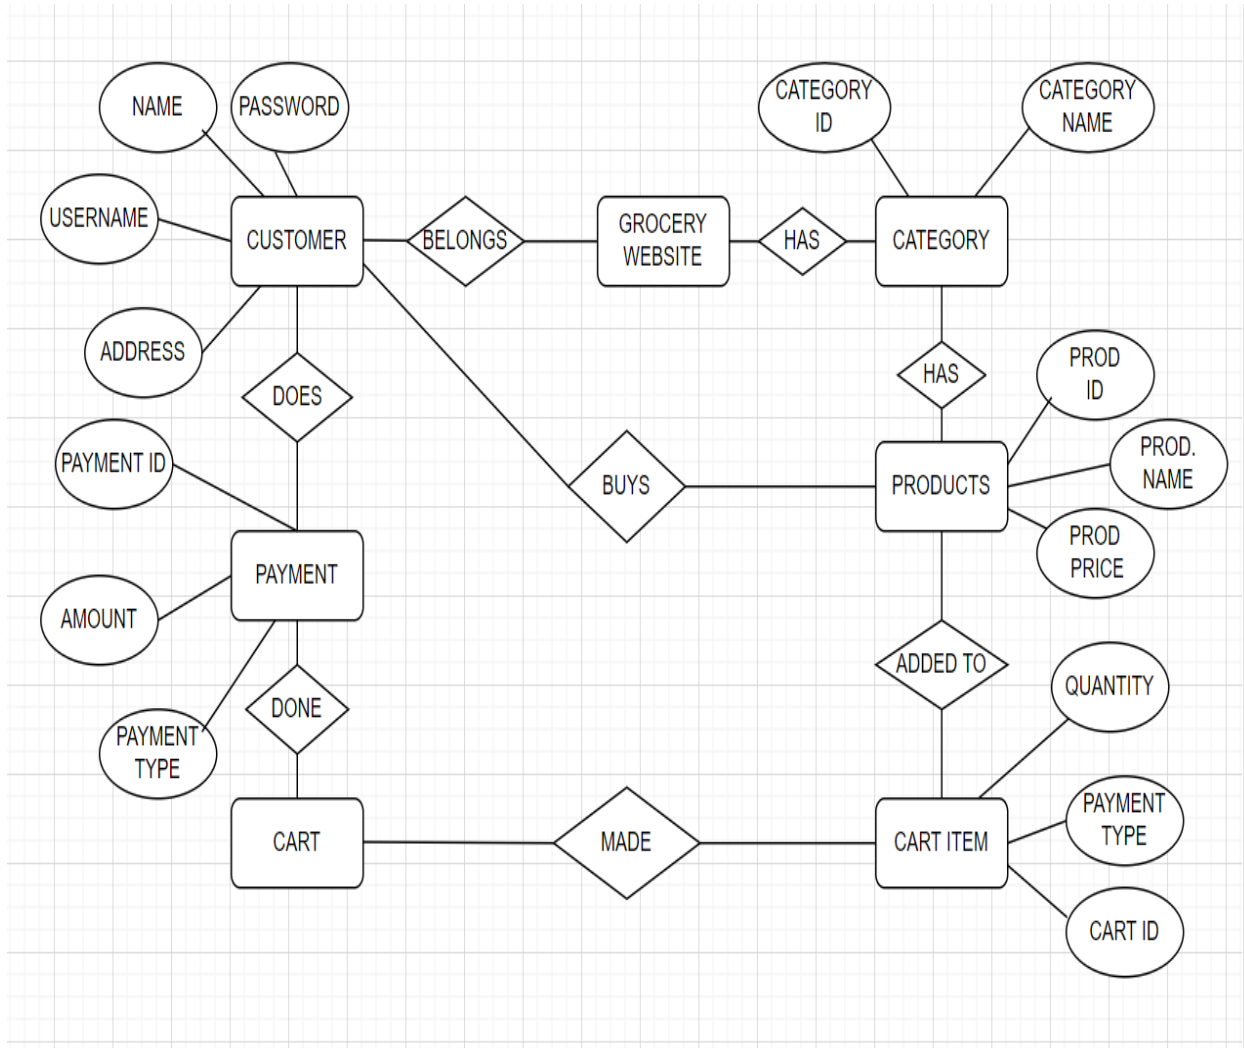 NAME
PASSWORD
CATEGORY
ID
CATEGORY
NAME
USERNAME
CUSTOMER
BELONGS
GROCERY
WEBSITE
HAS
CATEGORY
ADDRESS
DOES
HAS
PROD
ID
PAYMENT ID
BUYS
PRODUCTS
PROD.
NAME
PROD
PRICE
PAYMENT
AMOUNT
ADDED TO
QUANTITY
DONE
PAYMENT
TYPE
CART
MADE
CART ITEM
PAYMENT
TYPE
CART ID